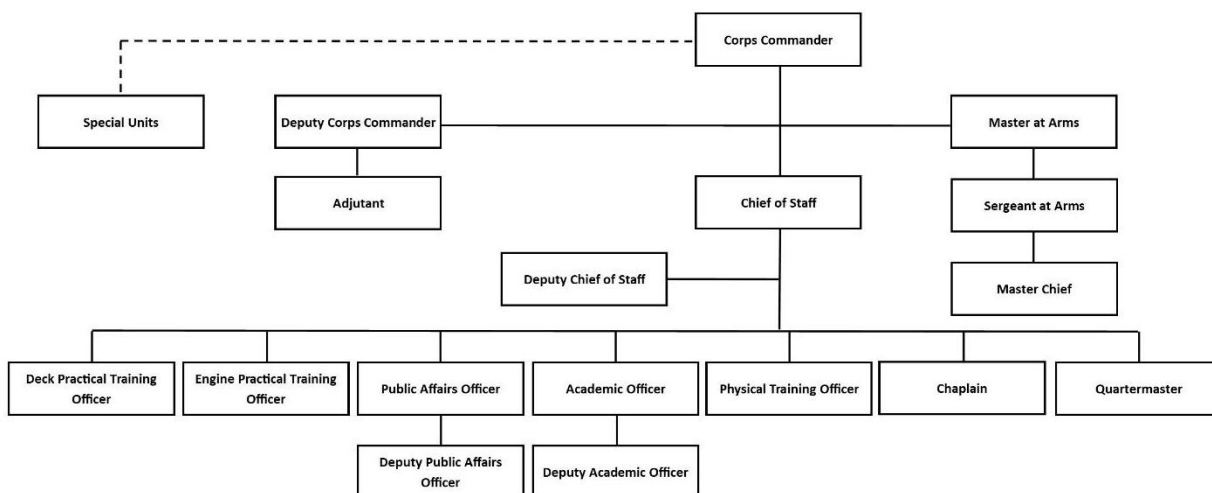 Corps Commander
Special Units
Deputy Corps Commander
Master at Arms
Adjutant
Chief of Staff
Sergeant at Arms
Deputy Chief of Staff
Master Chief
Deck Practical Training
Officer
Engine Practical Training
Officer
Public Affairs Officer
Academic Officer
Physical Training Officer
Chaplain
Quartermaster
Deputy Public Affairs
Officer
Deputy Academic Officer